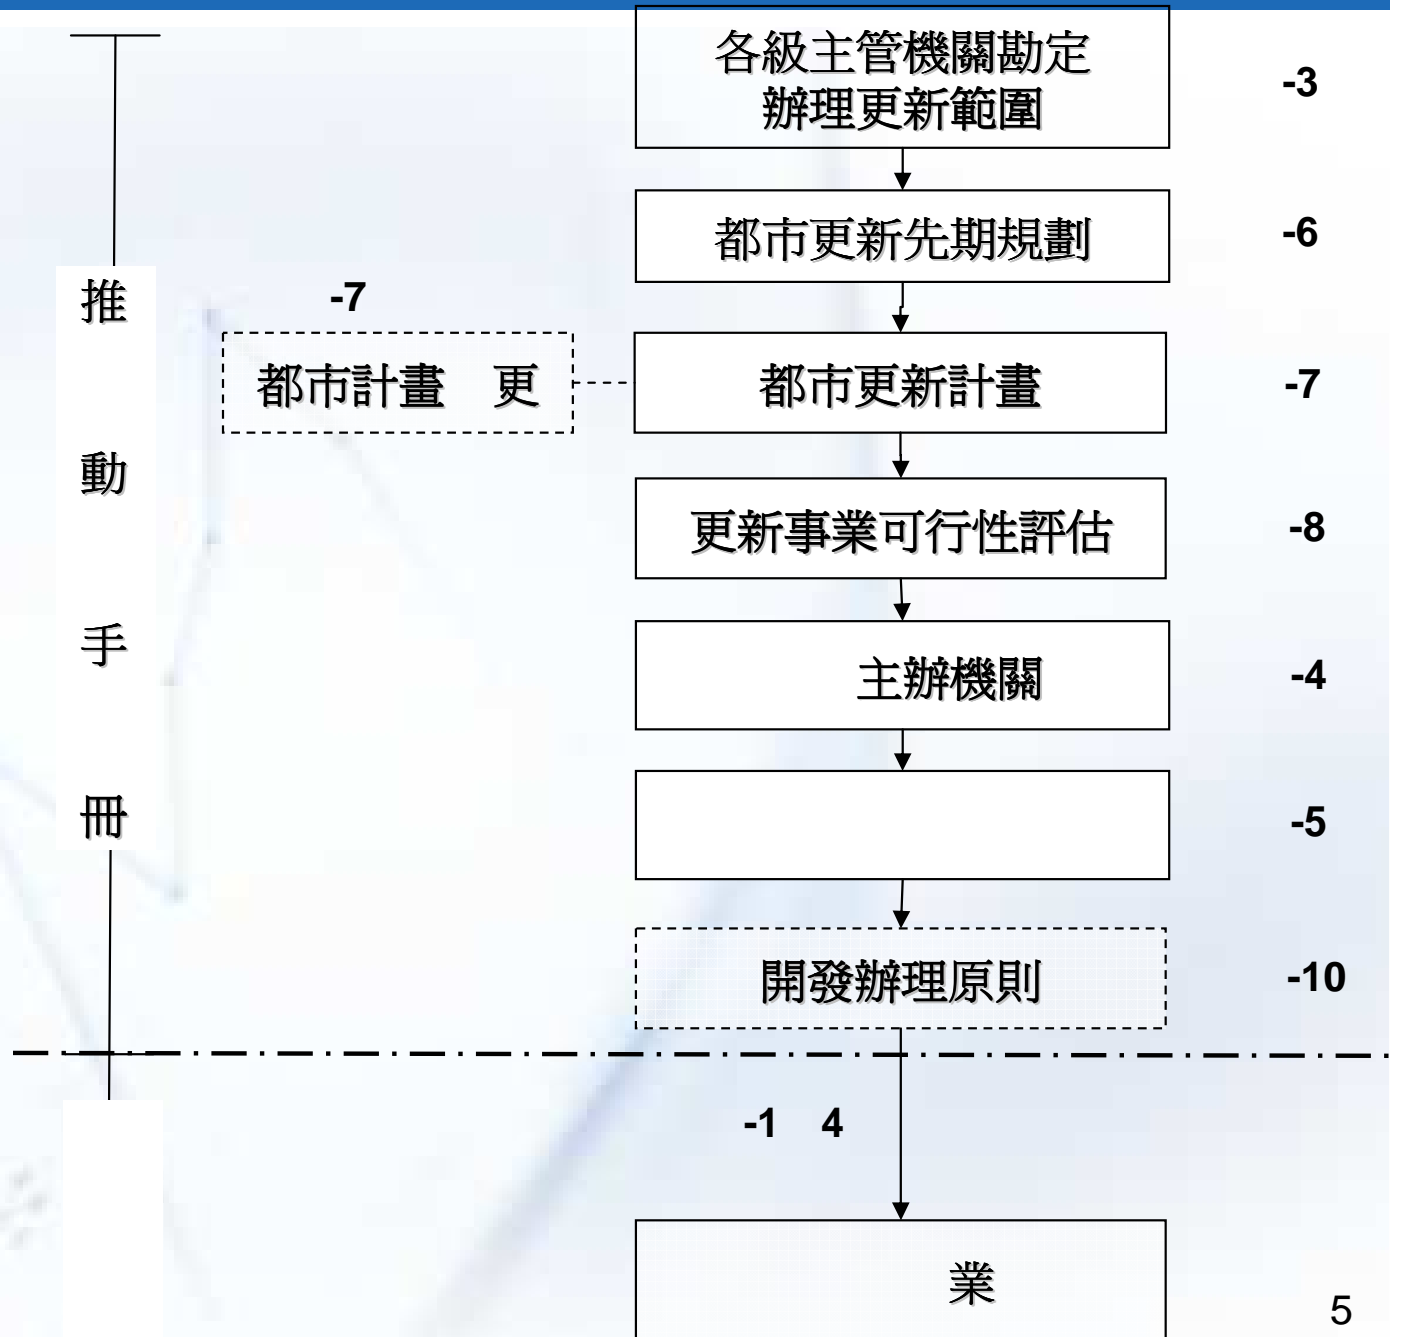 各級主管機關勘定
辦理更新範圍
-3
都市更新先期規劃
-6
-7
都市計畫 更
都市更新計畫
-7
更新事業可行性評估
-8
主辦機關
-4
-5
開發辦理原則
-10
推
動
手
冊
-1 4
業
5